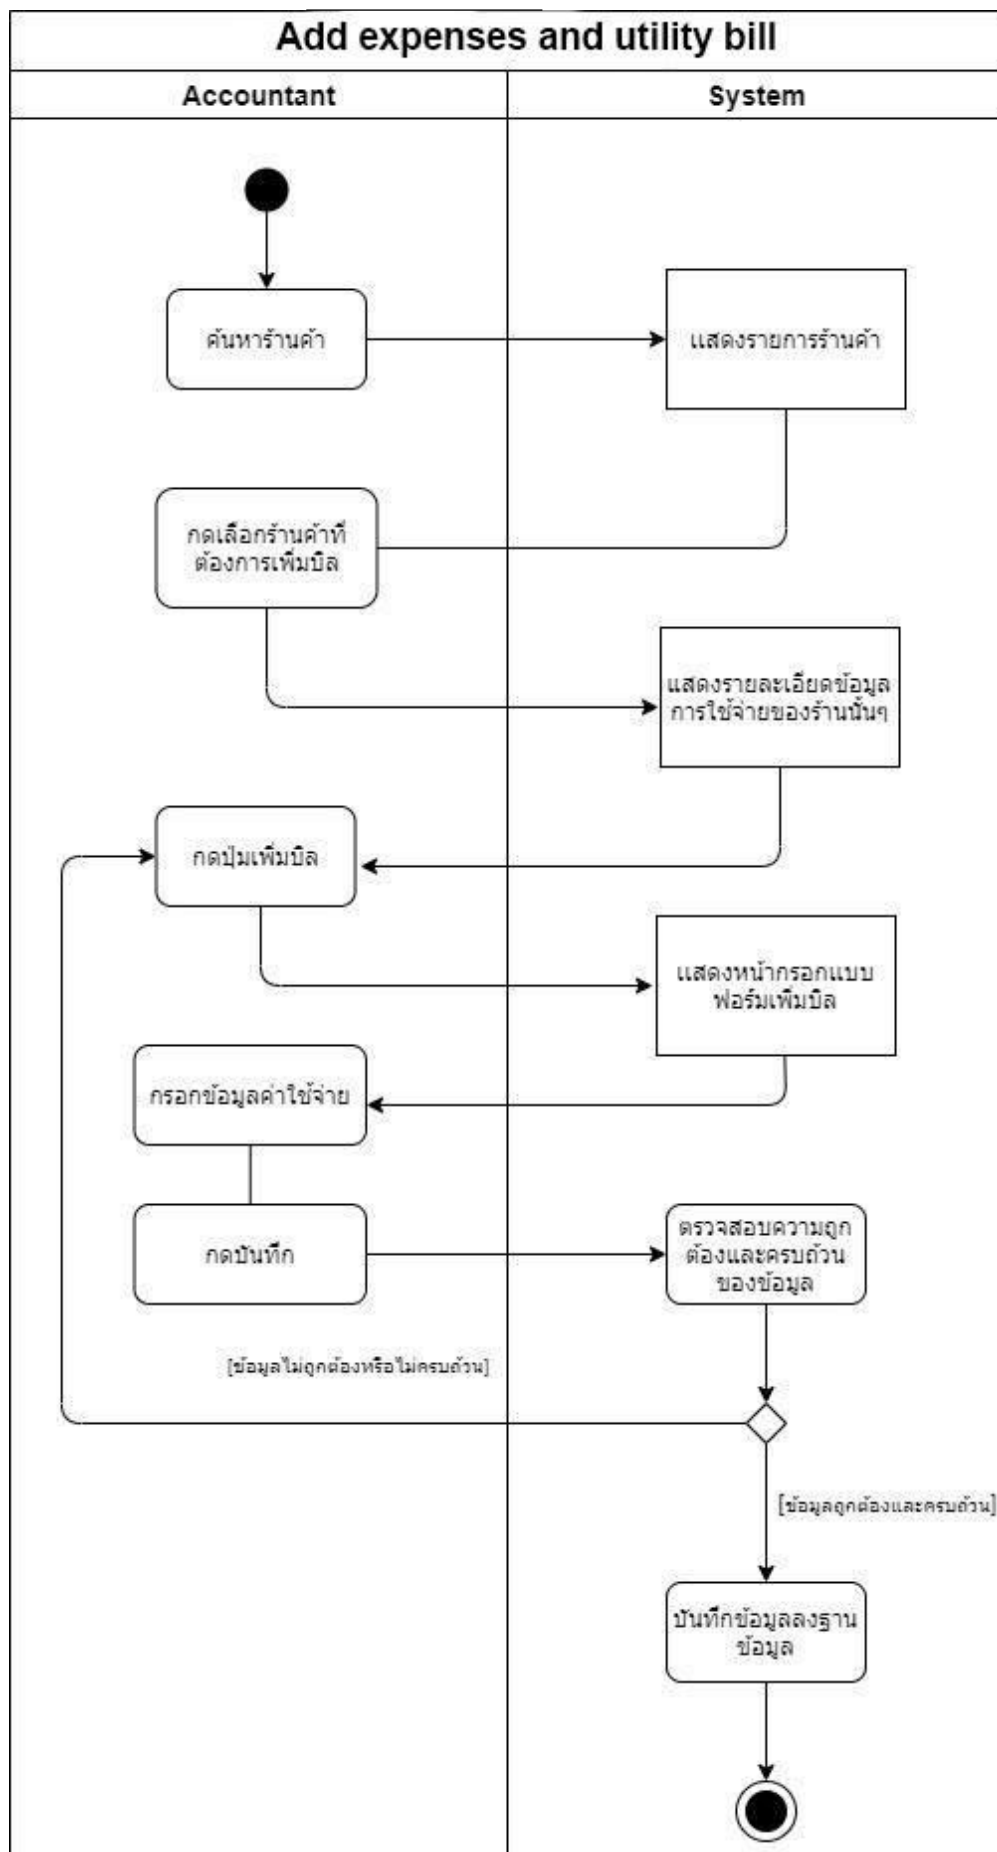 Add expenses and utility bill
Accountant
System
ค้นหาร้านค้า
แสดงรายการร้านค้า
กดเลือกร้านค้าที่
ต้องการเพิ่มบิล
แสดงรายละเอียดข้อมูล
การใช้จ่ายของร้านนั้นๆ
กดปุ่มเพิ่มบิล
แสดงหน้ากรอกแบบ
ฟอร์มเพิ่มบิล
กรอกข้อมูลค่าใช้จ่าย
กดบันทึก
ตรวจสอบความถูก
ต้องและครบถ้วน
ของข้อมูล
[ข้อมูลไม่ถูกต้องหรือไม่ครบถ้วน]
[ข้อมูลถูกต้องและครบถ้วน]
บันทึกข้อมูลลงฐาน
ข้อมูล